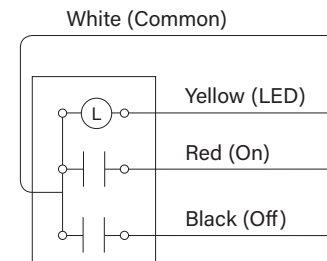 White (Common)
Yellow (LED)
L
Red (On)
Black (Off)